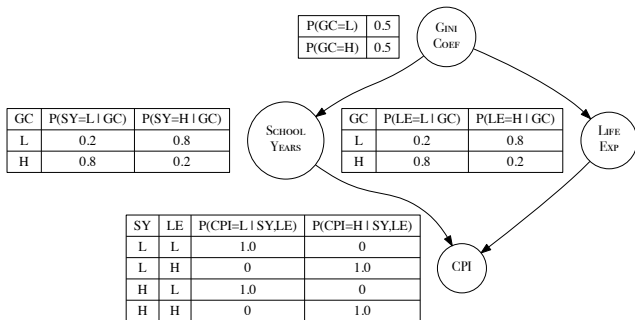 P(GC=L) 0.5
P(GC=H) 0.5
GINI
COEF
GC P(SY=L | GC) P(SY=H | GC)
L 0.2 0.8
H 0.8 0.2
SCHOOL
YEARS
GC P(LE=L | GC) P(LE=H | GC)
L 0.2 0.8
H 0.8 0.2
LIFE
EXP
SY LE P(CPI=L | SY,LE) P(CPI=H | SY,LE)
L L 1.0 0
L H 0 1.0
H L 1.0 0
H H 0 1.0
CPI